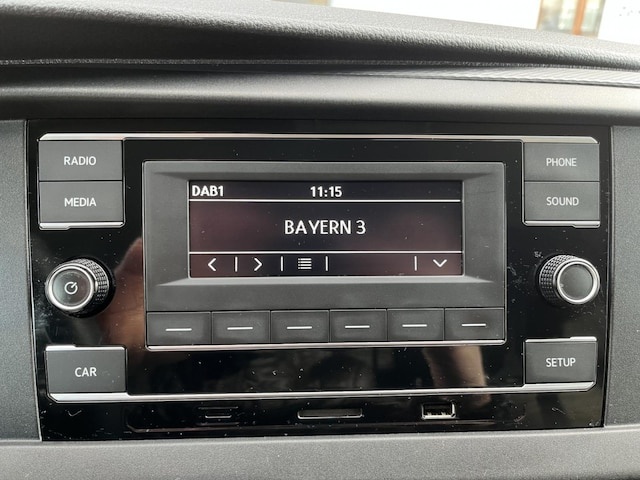 RADIO
PHONE
MEDIA
SOUND
DAB1 11:15
BAYERN 3
CAR
SETUP